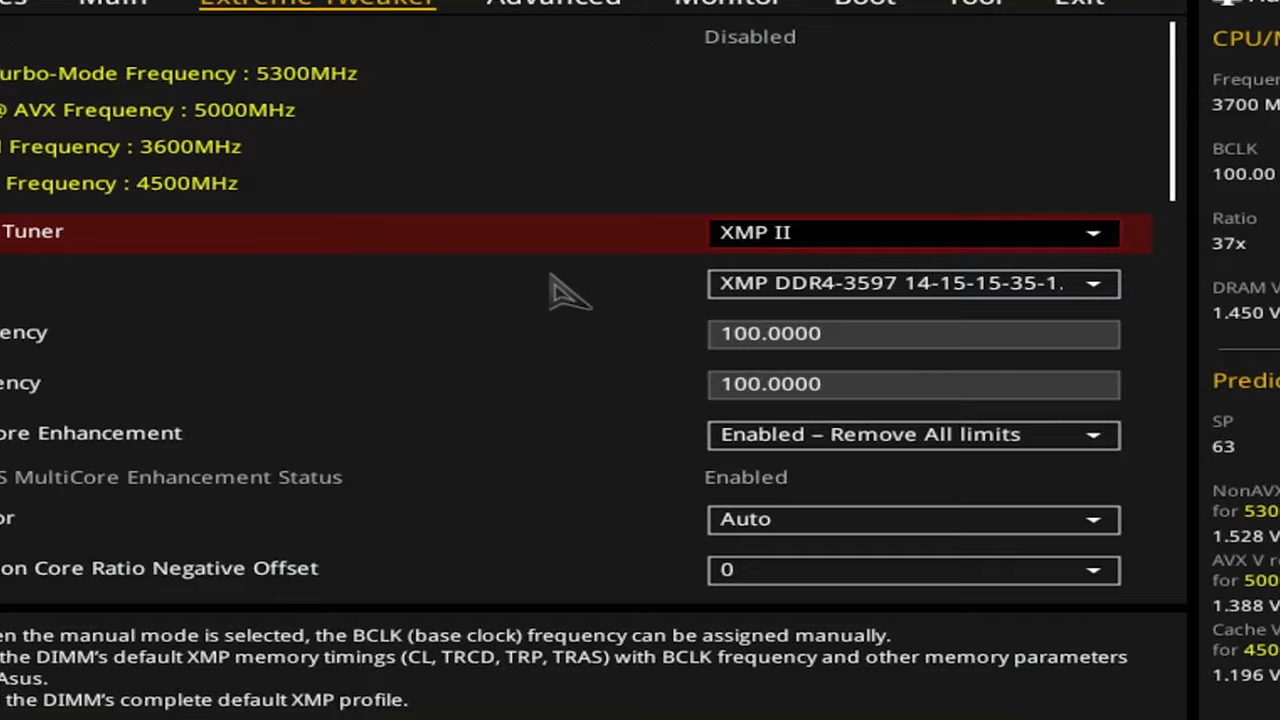 Main Extreme Tweaker Advanced Monitor Boot Tool Exit
Disabled
urbo-Mode Frequency : 5300MHz
@ AVX Frequency : 5000MHz
Frequency : 3600MHz
Frequency : 4500MHz
Tuner XMP II
XMP DDR4-3597 14-15-15-35-1.
ency 100.0000
ency 100.0000
ore Enhancement Enabled – Remove All limits
S MultiCore Enhancement Status Enabled
or Auto
on Core Ratio Negative Offset 0
en the manual mode is selected, the BCLK (base clock) frequency can be assigned manually.
the DIMM's default XMP memory timings (CL, TRCD, TRP, TRAS) with BCLK frequency and other memory parameters
Asus.
the DIMM's complete default XMP profile.
CPU/M
Frequen
3700 M
BCLK
100.00
Ratio
37x
DRAM V
1.450 V
Predic
SP
63
NonAVX
for 530
1.528 V
AVX V r
for 500
1.388 V
Cache V
for 450
1.196 V